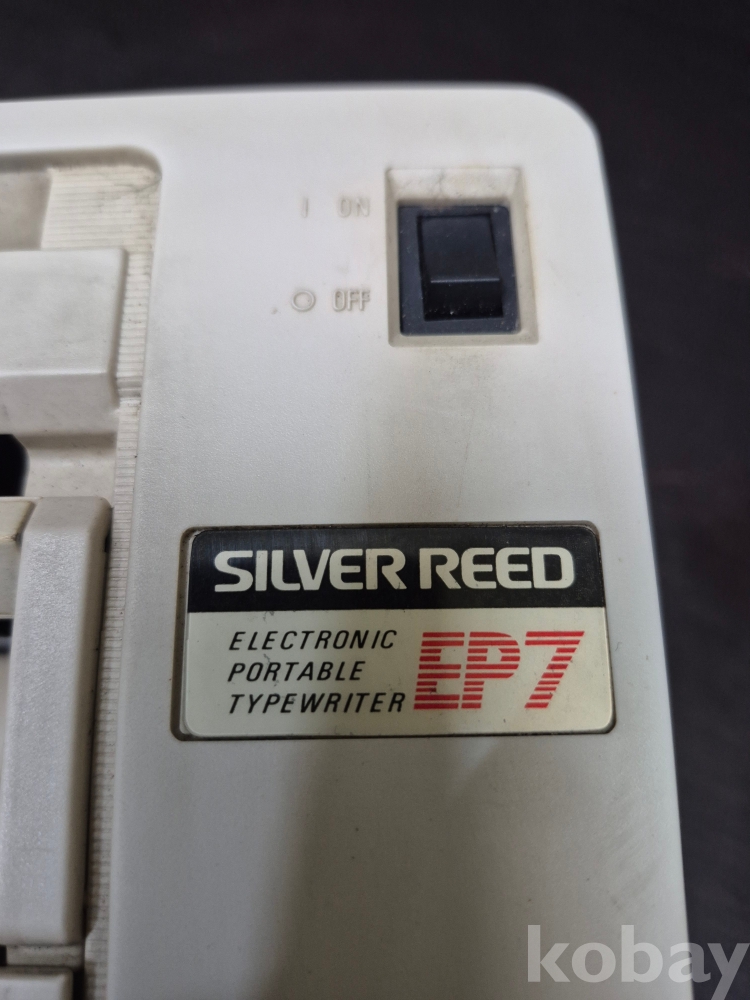 I ON
O OFF
SILVER REED
ELECTRONIC
PORTABLE
TYPEWRITER
EP7
kobay